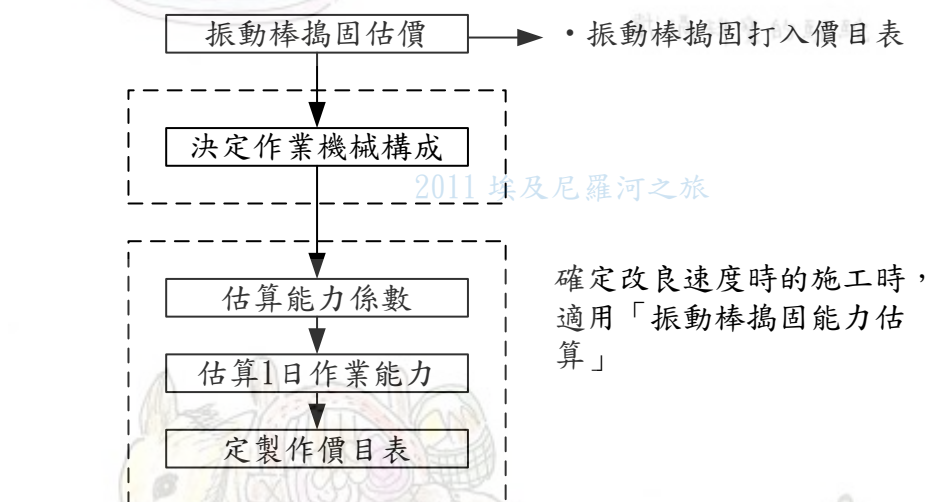 振動棒搗固估價
・振動棒搗固打入價目表
決定作業機械構成
2011 埃及尼羅河之旅
確定改良速度時的施工時，
適用「振動棒搗固能力估
算」
估算能力係數
估算1日作業能力
定製作價目表